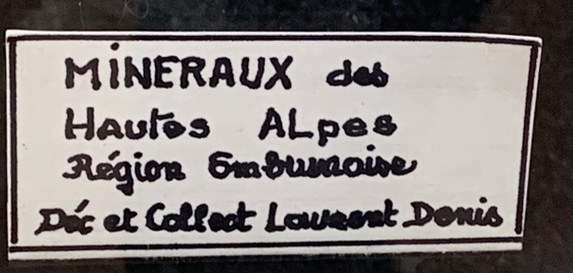 MiNERAUX des
HAutes ALpes
Région Embrunaise
Déc et Collect Laurent Denis